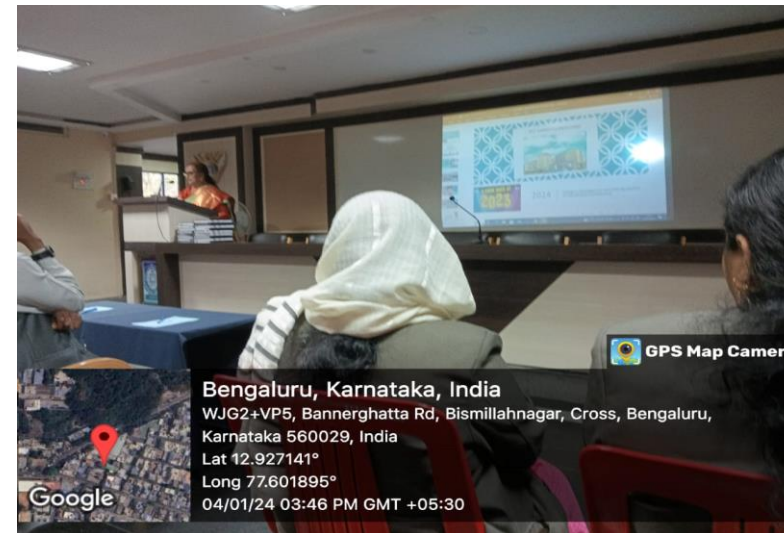 2023
GPS Map Camer
Bengaluru, Karnataka, India
WJG2+VP5, Bannerghatta Rd, Bismillahnagar, Cross, Bengaluru,
Karnataka 560029, India
Lat 12.927141°
Long 77.601895°
04/01/24 03:46 PM GMT +05:30
Google